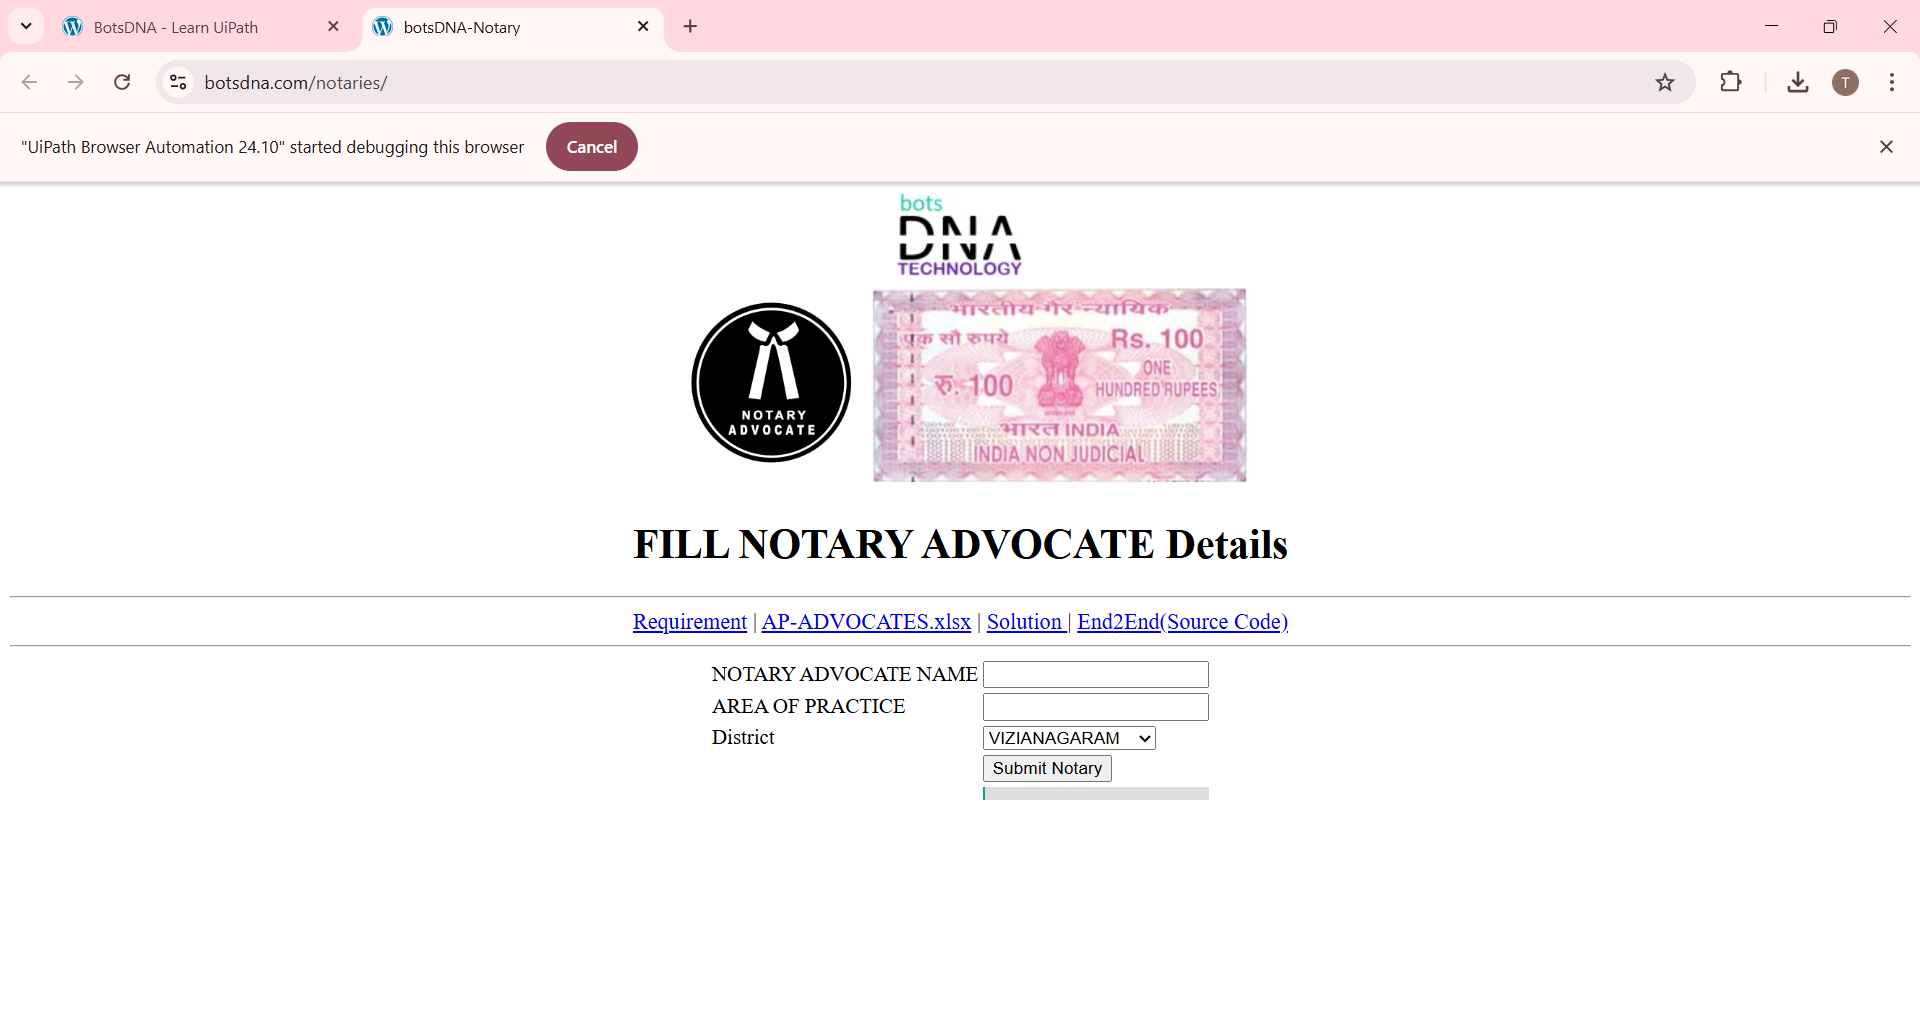 BotsDNA - Learn UiPath
botsDNA-Notary
botsdna.com/notaries/
T
"UiPath Browser Automation 24.10" started debugging this browser
Cancel
bots
DNA
TECHNOLOGY
NOTARY
ADVOCATE
भारतीय गैर न्यायिक
एक सौ रुपये
Rs. 100
रु. 100
ONE
HUNDRED RUPEES
भारत INDIA
INDIA NON JUDICIAL
FILL NOTARY ADVOCATE Details
Requirement | AP-ADVOCATES.xlsx | Solution | End2End(Source Code)
NOTARY ADVOCATE NAME
AREA OF PRACTICE
District VIZIANAGARAM
Submit Notary